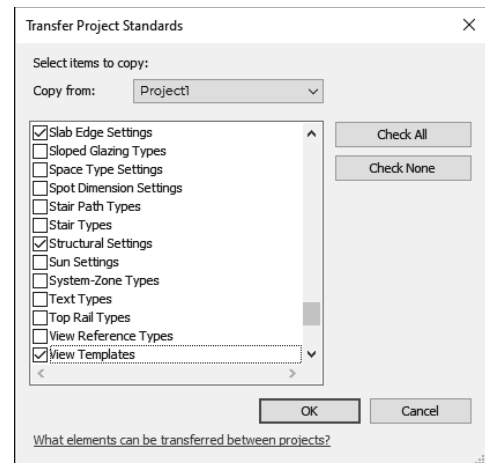 Transfer Project Standards
Select items to copy:
Copy from: Project1
Slab Edge Settings
Check All
Sloped Glazing Types
Space Type Settings
Check None
Spot Dimension Settings
Stair Path Types
Stair Types
Structural Settings
Sun Settings
System-Zone Types
Text Types
Top Rail Types
View Reference Types
View Templates
OK Cancel
What elements can be transferred between projects?